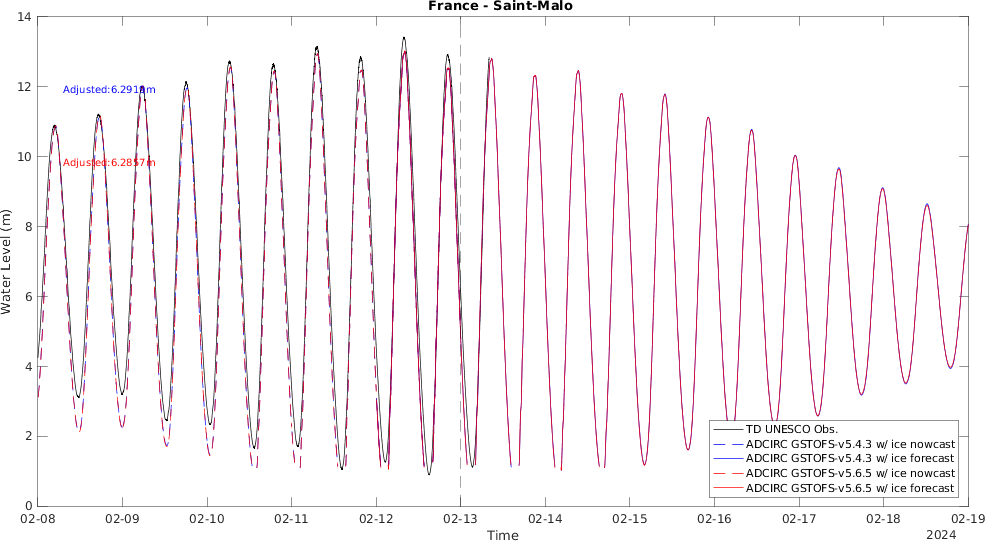 France - Saint-Malo
Water Level (m)
14
12
10
8
6
4
2
0
Adjusted:6.2919m
Adjusted:6.2857m
TD UNESCO Obs.
ADCIRC GSTOFS-v5.4.3 w/ ice nowcast
ADCIRC GSTOFS-v5.4.3 w/ ice forecast
ADCIRC GSTOFS-v5.6.5 w/ ice nowcast
ADCIRC GSTOFS-v5.6.5 w/ ice forecast
02-08 02-09 02-10 02-11 02-12 02-13 02-14 02-15 02-16 02-17 02-18 02-19
Time
2024